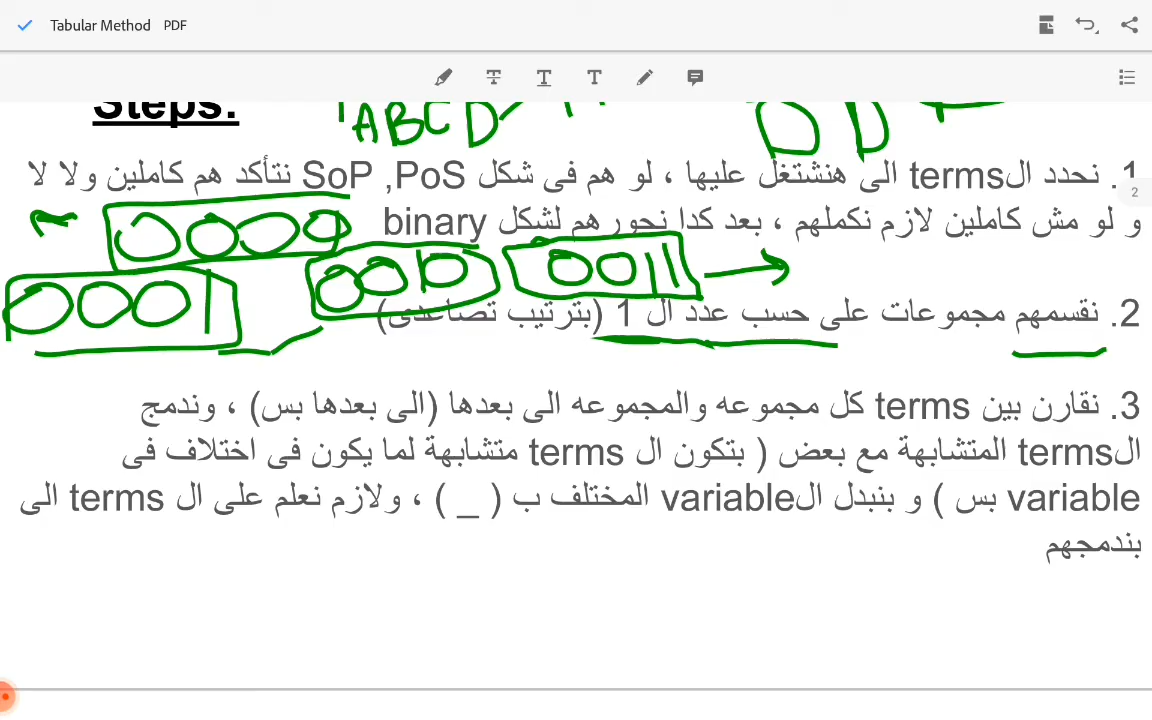 Tabular Method PDF
Steps:
ABCD
2
1. نحدد الterms الى هنشتغل عليها ، لو هم فى شكل SoP ,PoS نتأكد هم كاملين ولا لا
و لو مش كاملين لازم نكملهم ، بعد كدا نحور هم لشكل binary
0000
0001
0011
2. نقسمهم مجموعات على حسب عدد ال 1 (بترتيب تصاعدى)
3. نقارن بين terms كل مجموعه والمجموعه الى بعدها (الى بعدها بس) ، وندمج
الterms المتشابهة مع بعض ( بتكون ال terms متشابهة لما يكون فى اختلاف فى
variable بس ) و بنبدل الvariable المختلف ب ( _ ) ، ولازم نعلم على ال terms الى
بندمجهم